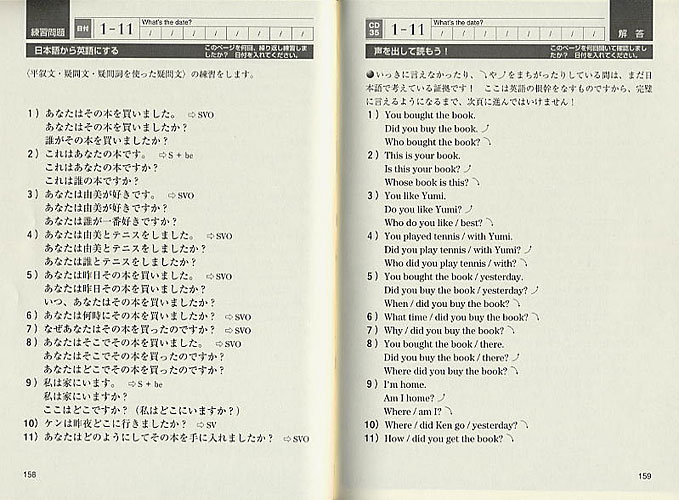 練習問題 日付 1-11 What's the date?
/ / / / / / / /
日本語から英語にする このページを何回、繰り返し練習しましたか? 日付を入れてください。
〈平叙文・疑問文・疑問詞を使った疑問文〉の練習をします。
1）あなたはその本を買いました。 ⇨SVO
あなたはその本を買いましたか?
誰がその本を買いましたか?
2）これはあなたの本です。 ⇨S + be
これはあなたの本ですか?
これは誰の本ですか?
3）あなたは由美が好きです。 ⇨SVO
あなたは由美が好きですか?
あなたは誰が一番好きですか?
4）あなたは由美とテニスをしました。 ⇨SVO
あなたは由美とテニスをしましたか?
あなたは誰とテニスをしましたか?
5）あなたは昨日その本を買いました。 ⇨SVO
あなたは昨日その本を買いましたか?
いつ、あなたはその本を買いましたか?
6）あなたは何時にその本を買いましたか? ⇨SVO
7）なぜあなたはその本を買ったのですか? ⇨SVO
8）あなたはそこでその本を買いました。 ⇨SVO
あなたはそこでその本を買ったのですか?
あなたはどこでその本を買ったのですか?
9）私は家にいます。 ⇨S + be
私は家にいますか?
ここはどこですか?（私はどこにいますか?）
10）ケンは昨夜どこに行きましたか? ⇨SV
11）あなたはどのようにしてその本を手に入れましたか? ⇨SVO
158
CD 35 1-11 What's the date? 解答
/ / / / / / / /
声を出して読もう! このページを何回聞いて確認しましたか? 日付を入れてください。
●いっきに言えなかったり、⤵や⤴をまちがったりしている間は、まだ日
本語で考えている証拠です! ここは英語の根幹をなすものですから、完璧
に言えるようになるまで、次頁に進んではいけません!
1）You bought the book.
Did you buy the book. ⤴
Who bought the book? ⤵
2）This is your book.
Is this your book? ⤴
Whose book is this? ⤵
3）You like Yumi.
Do you like Yumi? ⤴
Who do you like / best? ⤵
4）You played tennis / with Yumi.
Did you play tennis / with Yumi? ⤴
Who did you play tennis / with? ⤵
5）You bought the book / yesterday.
Did you buy the book / yesterday? ⤴
When / did you buy the book? ⤵
6）What time / did you buy the book? ⤵
7）Why / did you buy the book? ⤵
8）You bought the book / there.
Did you buy the book / there? ⤴
Where did you buy the book? ⤵
9）I'm home.
Am I home? ⤴
Where / am I? ⤵
10）Where / did Ken go / yesterday? ⤵
11）How / did you get the book? ⤵
159